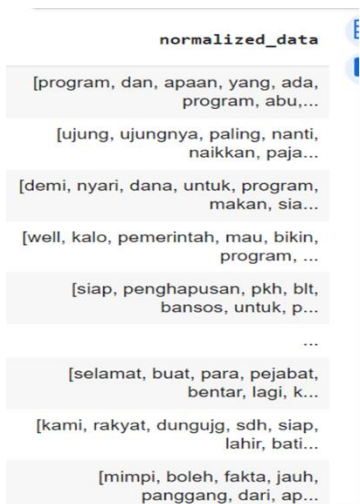 normalized_data
[program, dan, apaan, yang, ada,
program, abu,...
[ujung, ujungnya, paling, nanti,
naikkan, paja...
[demi, nyari, dana, untuk, program,
makan, sia...
[well, kalo, pemerintah, mau, bikin,
program, ...
[siap, penghapusan, pkh, blt,
bansos, untuk, p...
...
[selamat, buat, para, pejabat,
bentar, lagi, k...
[kami, rakyat, dungujg, sdh, siap,
lahir, bati...
[mimpi, boleh, fakta, jauh,
panggang, dari, ap...